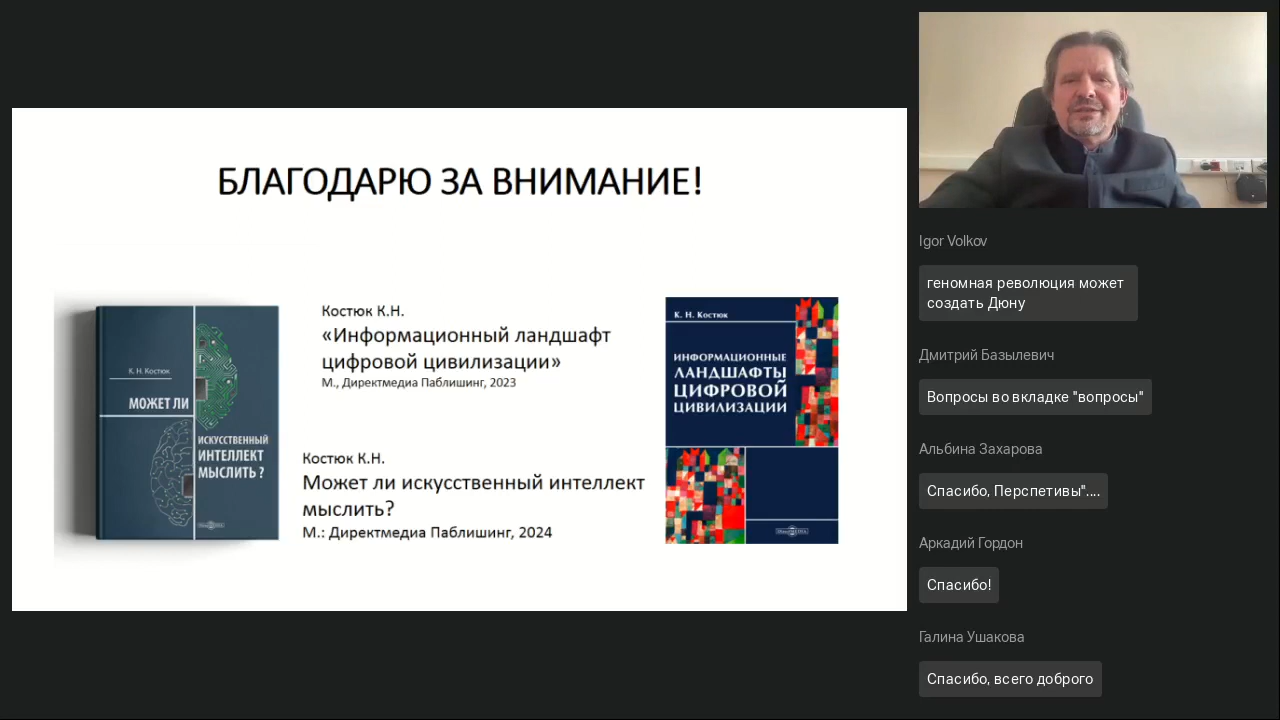 БЛАГОДАРЮ ЗА ВНИМАНИЕ!
К. Н. Костюк
МОЖЕТ ЛИ
ИСКУССТВЕННЫЙ
ИНТЕЛЛЕКТ
МЫСЛИТЬ ?
Костюк К.Н.
«Информационный ландшафт
цифровой цивилизации»
М., Директмедиа Паблишинг, 2023
Костюк К.Н.
Может ли искусственный интеллект
мыслить?
М.: Директмедиа Паблишинг, 2024
К. Н. Костюк
ИНФОРМАЦИОННЫЕ
ЛАНДШАФТЫ
ЦИФРОВОЙ
ЦИВИЛИЗАЦИИ
Igor Volkov
геномная революция может
создать Дюну
Дмитрий Базылевич
Вопросы во вкладке "вопросы"
Альбина Захарова
Спасибо, Перспетивы"....
Аркадий Гордон
Спасибо!
Галина Ушакова
Спасибо, всего доброго